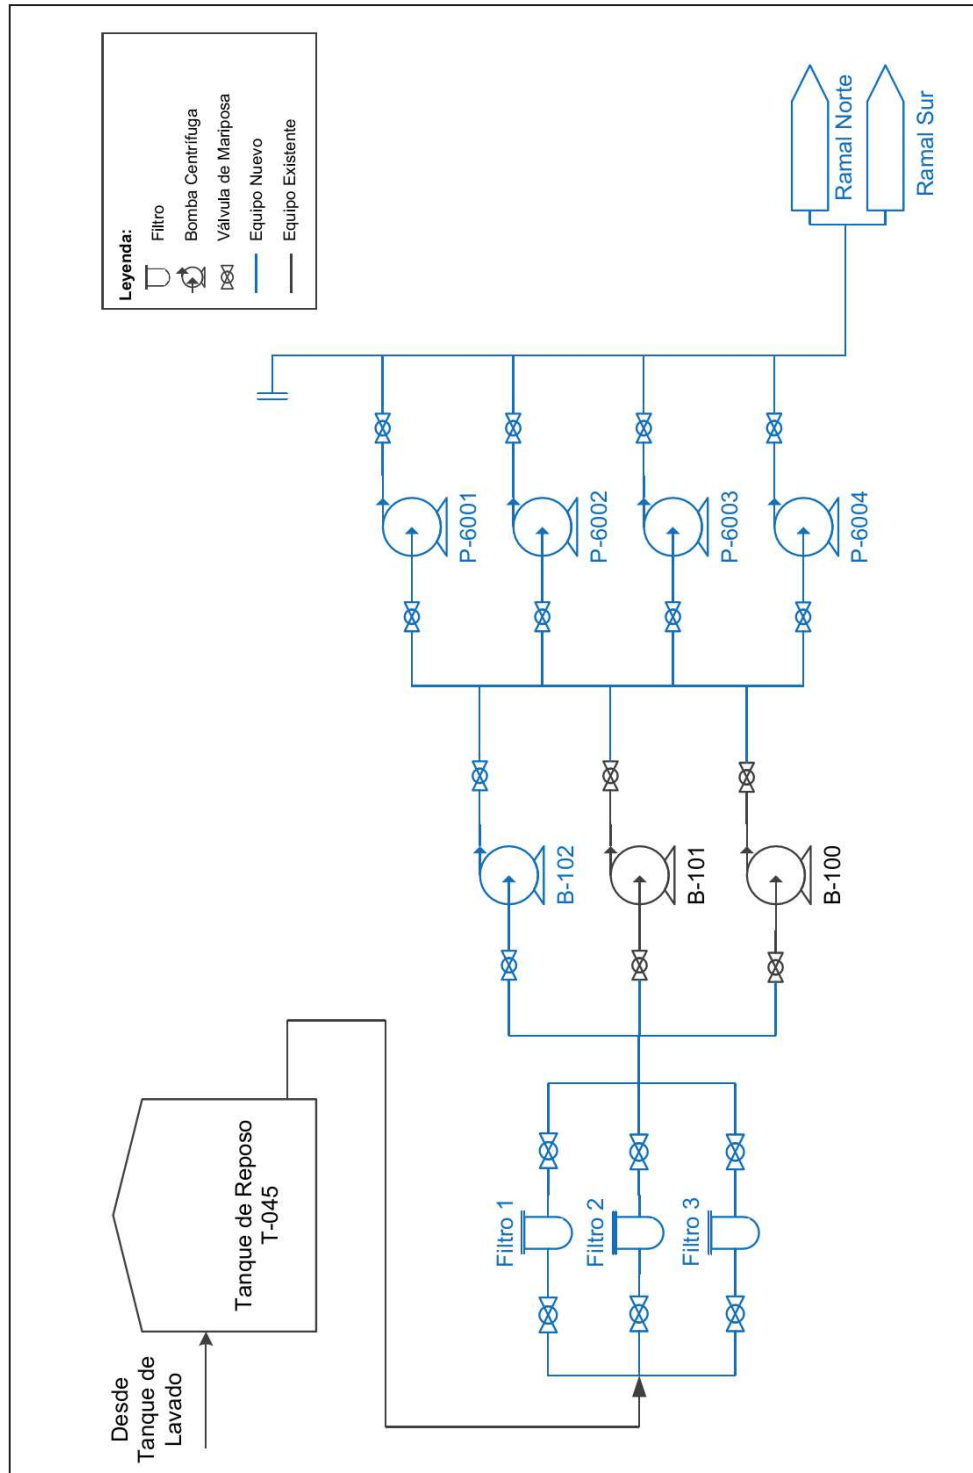 Leyenda:
Filtro
Bomba Centrífuga
Válvula de Mariposa
Equipo Nuevo
Equipo Existente
Desde
Tanque de
Lavado
Tanque de Reposo
T-045
Filtro 1
Filtro 2
Filtro 3
B-102
B-101
B-100
P-6001
P-6002
P-6003
P-6004
Ramal Norte
Ramal Sur